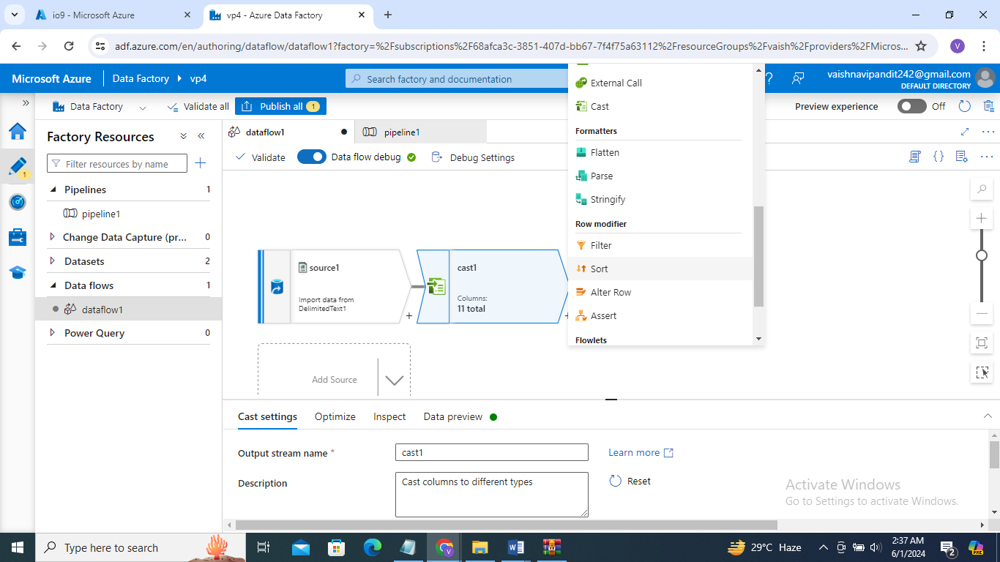 io9 - Microsoft Azure
vp4 - Azure Data Factory
adf.azure.com/en/authoring/dataflow/dataflow1?factory=%2Fsubscriptions%2F68afca3c-3851-407d-bb67-7f4f75a63112%2FresourceGroups%2Fvaish%2Fproviders%2FMicros...
V
Microsoft Azure
Data Factory
vp4
Search factory and documentation
?
vaishnavipandit242@gmail.com
DEFAULT DIRECTORY
Data Factory
Validate all
Publish all
1
Preview experience
Off
Factory Resources
dataflow1
pipeline1
1
Filter resources by name
Validate
Data flow debug
Debug Settings
{}
Pipelines
1
pipeline1
Change Data Capture (pr...
0
Datasets
2
Data flows
1
dataflow1
Power Query
0
source1
Import data from
DelimitedText1
+
cast1
Columns:
11 total
Add Source
External Call
Cast
Formatters
Flatten
Parse
Stringify
Row modifier
Filter
Sort
Alter Row
Assert
Flowlets
Cast settings
Optimize
Inspect
Data preview
Output stream name *
cast1
Learn more
Description
Cast columns to different types
Reset
Activate Windows
Go to Settings to activate Windows.
Type here to search
29°C Haze
2:37 AM
6/1/2024
2
PRE